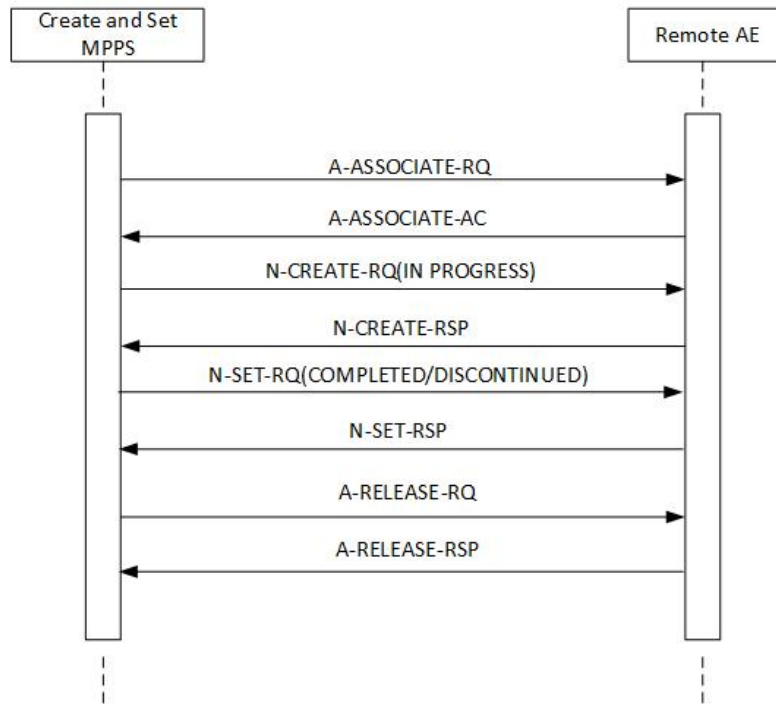 Create and Set
MPPS
Remote AE
A-ASSOCIATE-RQ
A-ASSOCIATE-AC
N-CREATE-RQ(IN PROGRESS)
N-CREATE-RSP
N-SET-RQ(COMPLETED/DISCONTINUED)
N-SET-RSP
A-RELEASE-RQ
A-RELEASE-RSP